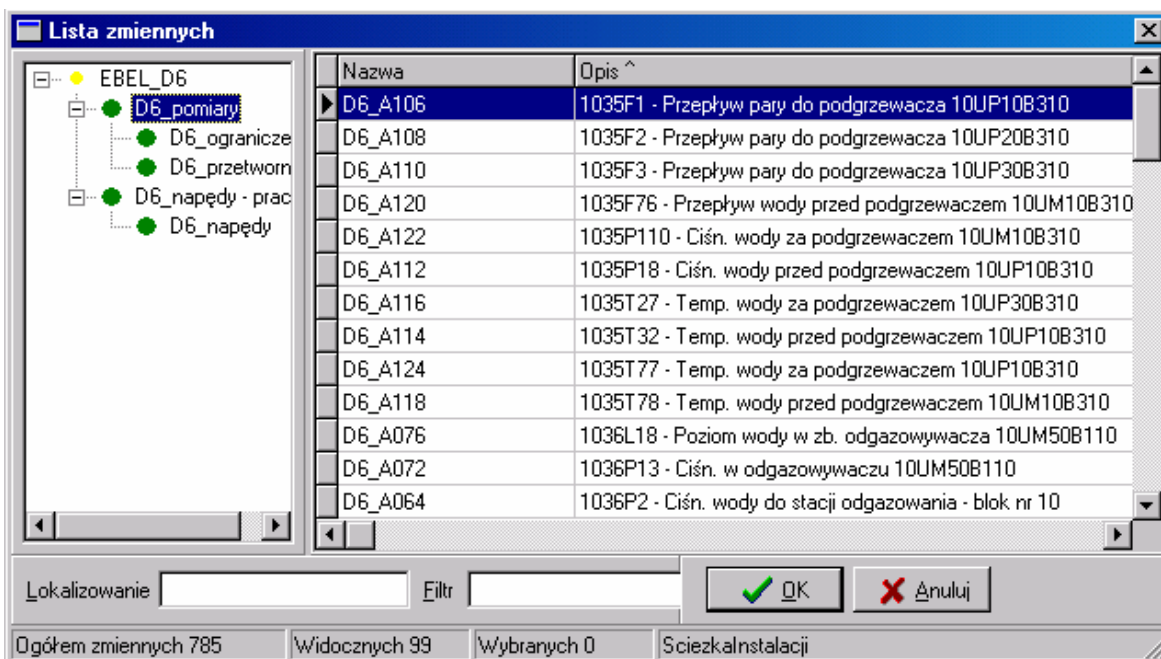 Lista zmiennych
EBEL_D6
D6_pomiary
D6_ogranicze
D6_przetworn
D6_napędy - prac
D6_napędy
Nazwa Opis ^
D6_A106 1035F1 - Przepływ pary do podgrzewacza 10UP10B310
D6_A108 1035F2 - Przepływ pary do podgrzewacza 10UP20B310
D6_A110 1035F3 - Przepływ pary do podgrzewacza 10UP30B310
D6_A120 1035F76 - Przepływ wody przed podgrzewaczem 10UM10B310
D6_A122 1035P110 - Ciśn. wody za podgrzewaczem 10UM10B310
D6_A112 1035P18 - Ciśn. wody przed podgrzewaczem 10UP10B310
D6_A116 1035T27 - Temp. wody za podgrzewaczem 10UP30B310
D6_A114 1035T32 - Temp. wody przed podgrzewaczem 10UP10B310
D6_A124 1035T77 - Temp. wody za podgrzewaczem 10UP10B310
D6_A118 1035T78 - Temp. wody przed podgrzewaczem 10UM10B310
D6_A076 1036L18 - Poziom wody w zb. odgazowywacza 10UM50B110
D6_A072 1036P13 - Ciśn. w odgazowywaczu 10UM50B110
D6_A064 1036P2 - Ciśn. wody do stacji odgazowania - blok nr 10
Lokalizowanie Filtr OK Anuluj
Ogółem zmiennych 785 Widocznych 99 Wybranych 0 SciezkaInstalacji